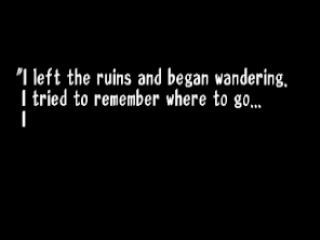 "I left the ruins and began wandering.
I tried to remember where to go...
I